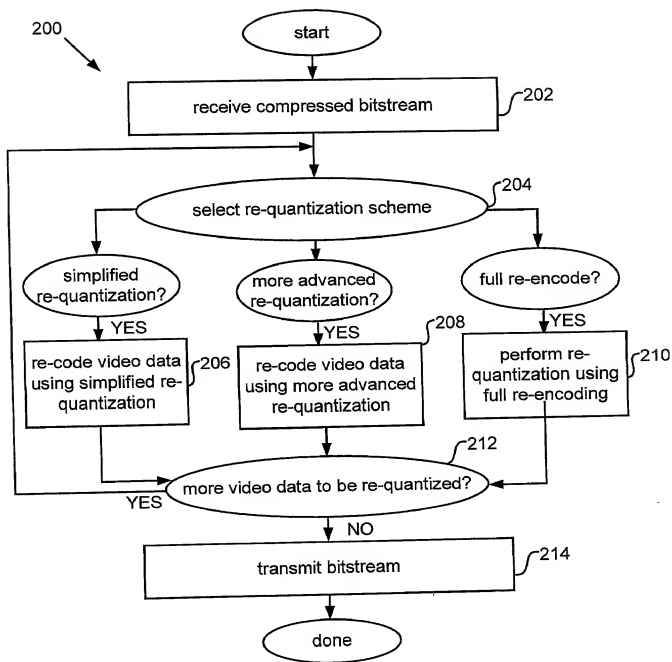 200
start
receive compressed bitstream
202
select re-quantization scheme
204
simplified
re-quantization?
more advanced
re-quantization?
full re-encode?
YES
YES
YES
re-code video data
using simplified re-
quantization
206
re-code video data
using more advanced
re-quantization
208
perform re-
quantization using
full re-encoding
210
more video data to be re-quantized?
212
YES
NO
transmit bitstream
214
done